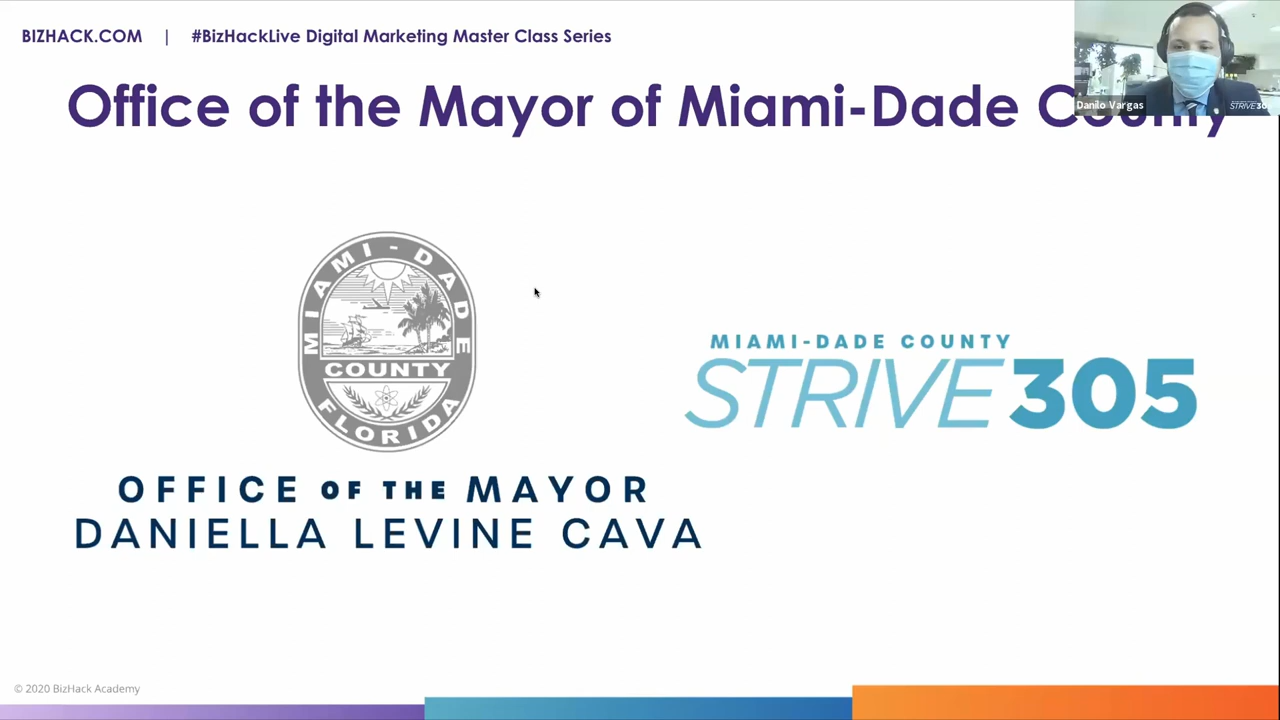 BIZHACK.COM | #BizHackLive Digital Marketing Master Class Series
Office of the Mayor of Miami-Dade County
Danilo Vargas
STRIVE305
MIAMI-DADE
COUNTY
FLORIDA
MIAMI-DADE COUNTY
STRIVE305
OFFICE OF THE MAYOR
DANIELLA LEVINE CAVA
© 2020 BizHack Academy